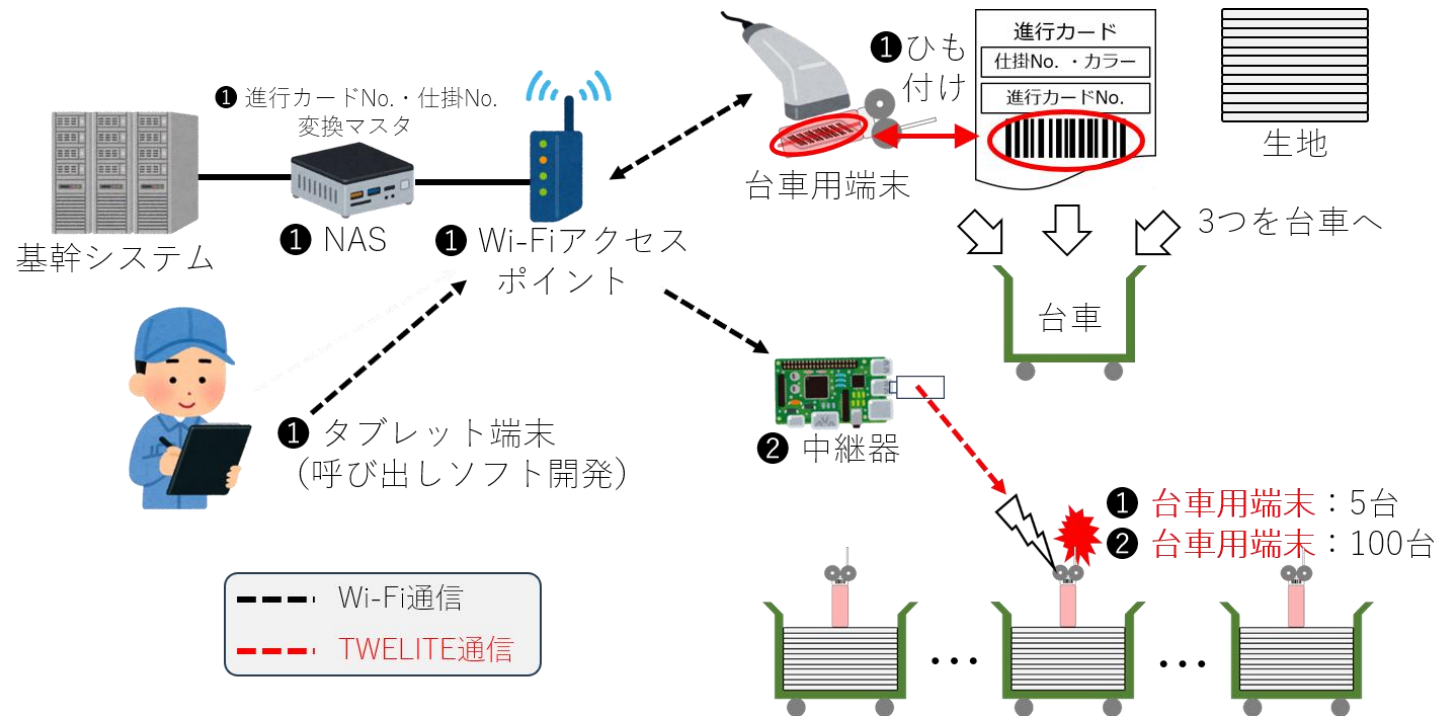 ❶ 進行カードNo.・仕掛No.
変換マスタ
基幹システム
❶ NAS
❶ Wi-Fiアクセス
ポイント
❶ひも
付け
台車用端末
進行カード
仕掛No. ・カラー
進行カードNo.
生地
3つを台車へ
台車
❶ タブレット端末
(呼び出しソフト開発)
❷ 中継器
❶ 台車用端末：5台
❷ 台車用端末：100台
Wi-Fi通信
TWELITE通信
…
…